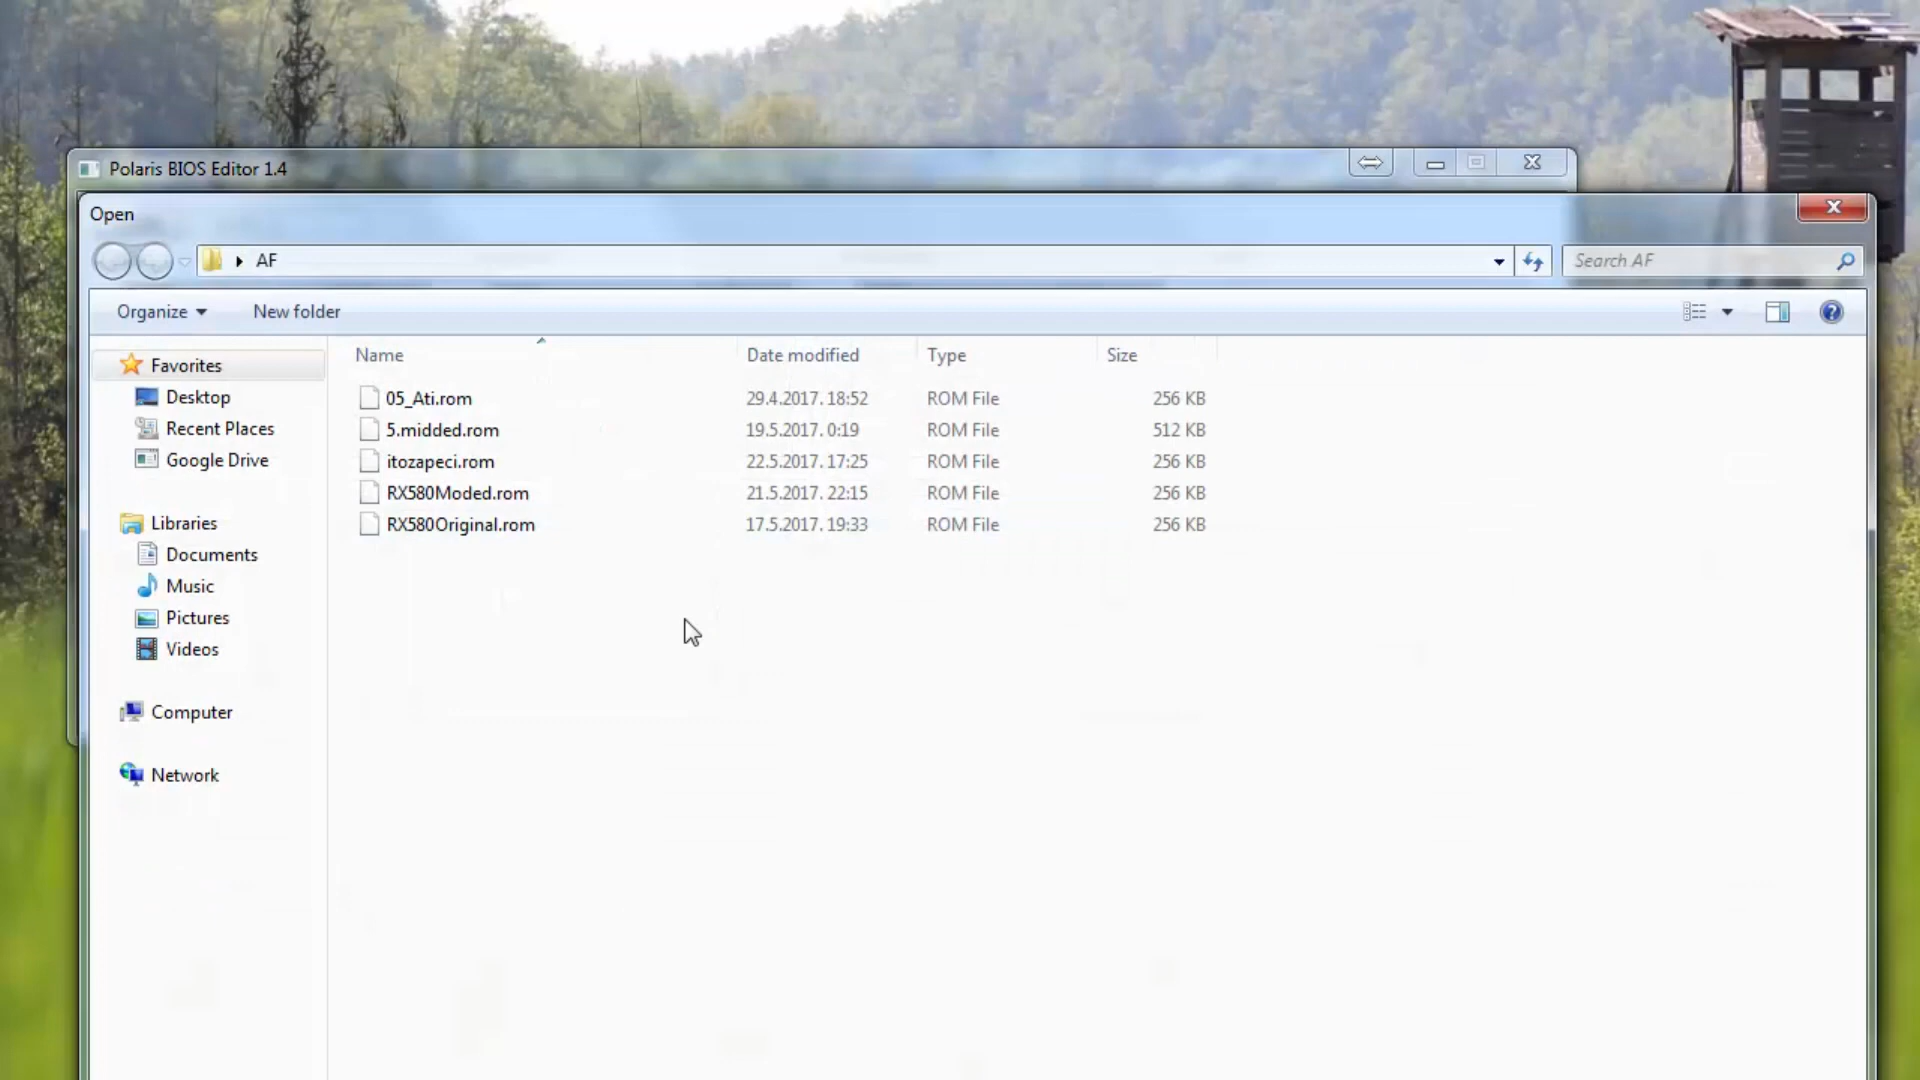 Polaris BIOS Editor 1.4
Open
AF
Search AF
Organize
New folder
Name Date modified Type Size
05_Ati.rom 29.4.2017. 18:52 ROM File 256 KB
5.midded.rom 19.5.2017. 0:19 ROM File 512 KB
itozapeci.rom 22.5.2017. 17:25 ROM File 256 KB
RX580Moded.rom 21.5.2017. 22:15 ROM File 256 KB
RX580Original.rom 17.5.2017. 19:33 ROM File 256 KB
Favorites
Desktop
Recent Places
Google Drive
Libraries
Documents
Music
Pictures
Videos
Computer
Network